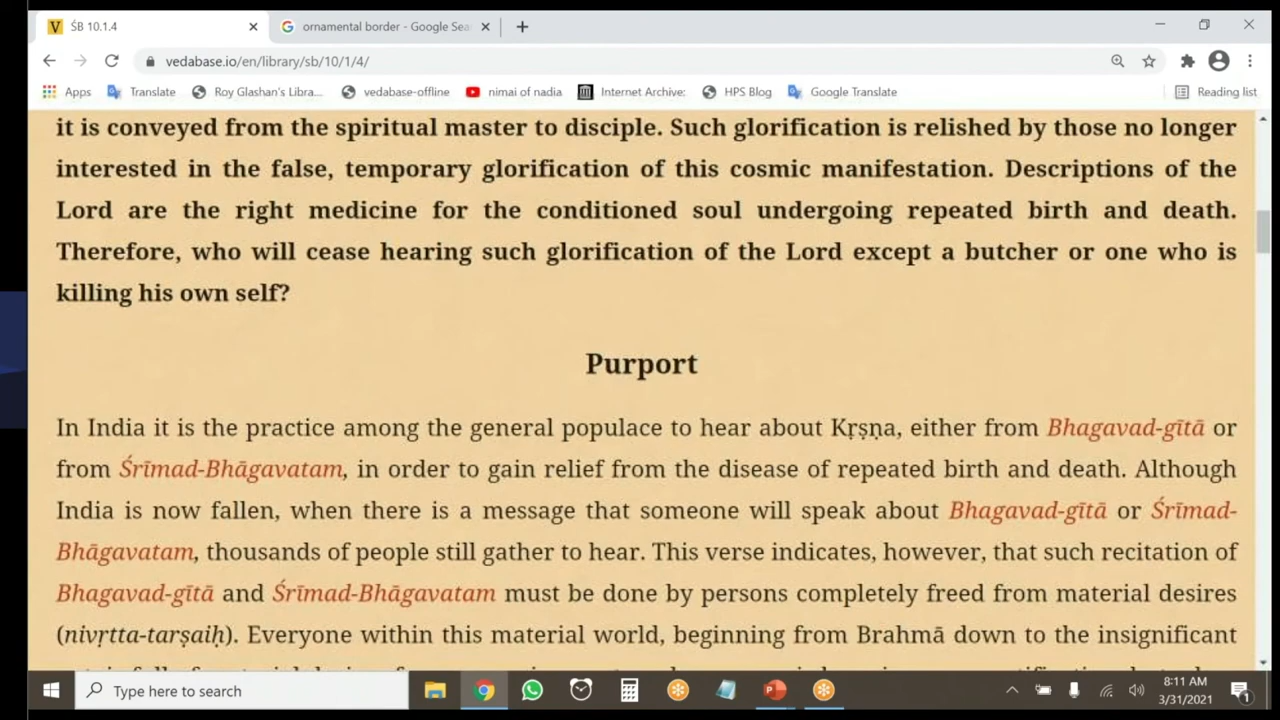 ŚB 10.1.4
ornamental border - Google Sea
vedabase.io/en/library/sb/10/1/4/
Apps Translate Roy Glashan's Libra... vedabase-offline nimai of nadia Internet Archive: HPS Blog Google Translate Reading list
it is conveyed from the spiritual master to disciple. Such glorification is relished by those no longer
interested in the false, temporary glorification of this cosmic manifestation. Descriptions of the
Lord are the right medicine for the conditioned soul undergoing repeated birth and death.
Therefore, who will cease hearing such glorification of the Lord except a butcher or one who is
killing his own self?
Purport
In India it is the practice among the general populace to hear about Kṛṣṇa, either from Bhagavad-gītā or
from Śrīmad-Bhāgavatam, in order to gain relief from the disease of repeated birth and death. Although
India is now fallen, when there is a message that someone will speak about Bhagavad-gītā or Śrīmad-
Bhāgavatam, thousands of people still gather to hear. This verse indicates, however, that such recitation of
Bhagavad-gītā and Śrīmad-Bhāgavatam must be done by persons completely freed from material desires
(nivṛtta-tarṣaiḥ). Everyone within this material world, beginning from Brahmā down to the insignificant
Type here to search
8:11 AM
3/31/2021
1